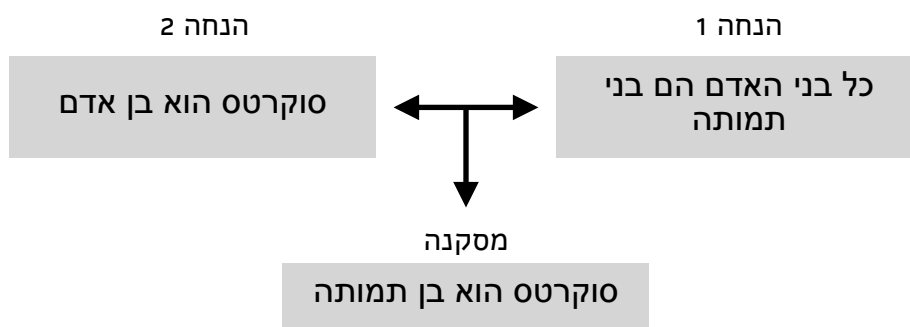 הנחה 1
כל בני האדם הם בני
תמותה
הנחה 2
סוקרטס הוא בן אדם
מסקנה
סוקרטס הוא בן תמותה